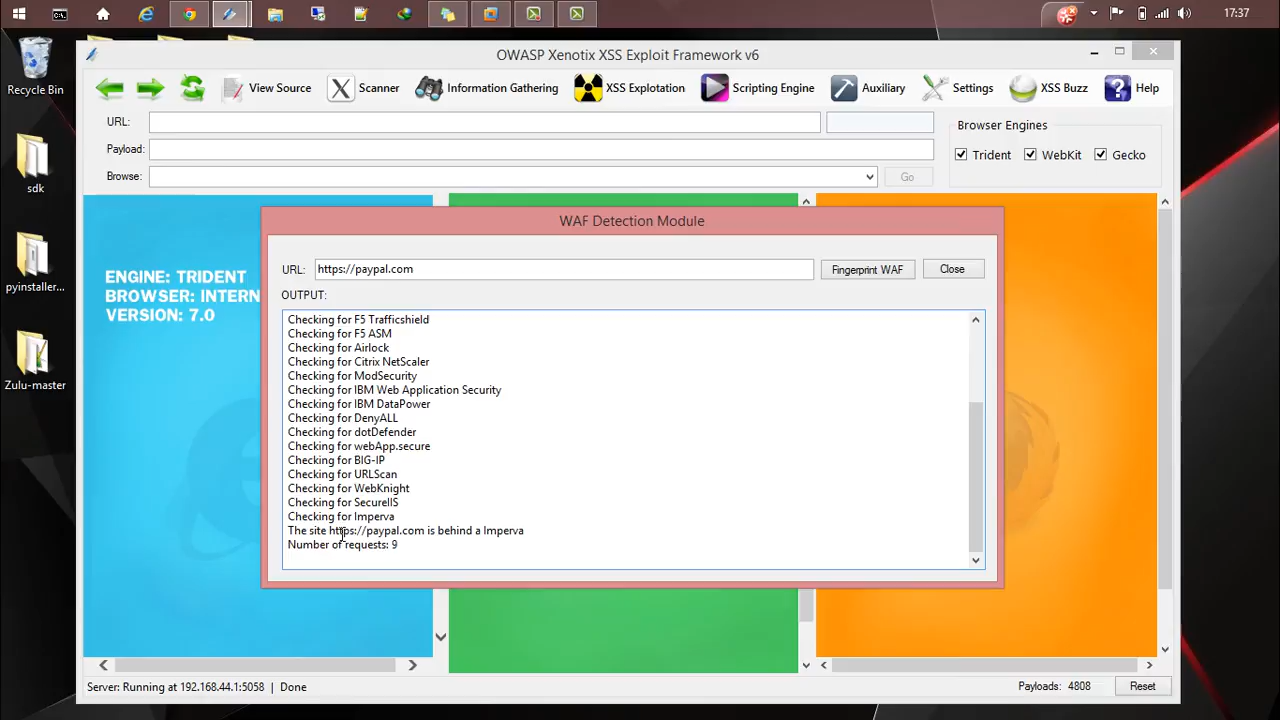 17:37
OWASP Xenotix XSS Exploit Framework v6
View Source Scanner Information Gathering XSS Explotation Scripting Engine Auxiliary Settings XSS Buzz Help
URL:
Payload:
Browse: Go
Browser Engines
Trident WebKit Gecko
Recycle Bin
sdk
pyinstaller...
Zulu-master
ENGINE: TRIDENT
BROWSER: INTERN
VERSION: 7.0
WAF Detection Module
URL: https://paypal.com Fingerprint WAF Close
OUTPUT:
Checking for F5 Trafficshield
Checking for F5 ASM
Checking for Airlock
Checking for Citrix NetScaler
Checking for ModSecurity
Checking for IBM Web Application Security
Checking for IBM DataPower
Checking for DenyALL
Checking for dotDefender
Checking for webApp.secure
Checking for BIG-IP
Checking for URLScan
Checking for WebKnight
Checking for SecureIIS
Checking for Imperva
The site https://paypal.com is behind a Imperva
Number of requests: 9
Server: Running at 192.168.44.1:5058 | Done
Payloads: 4808 Reset